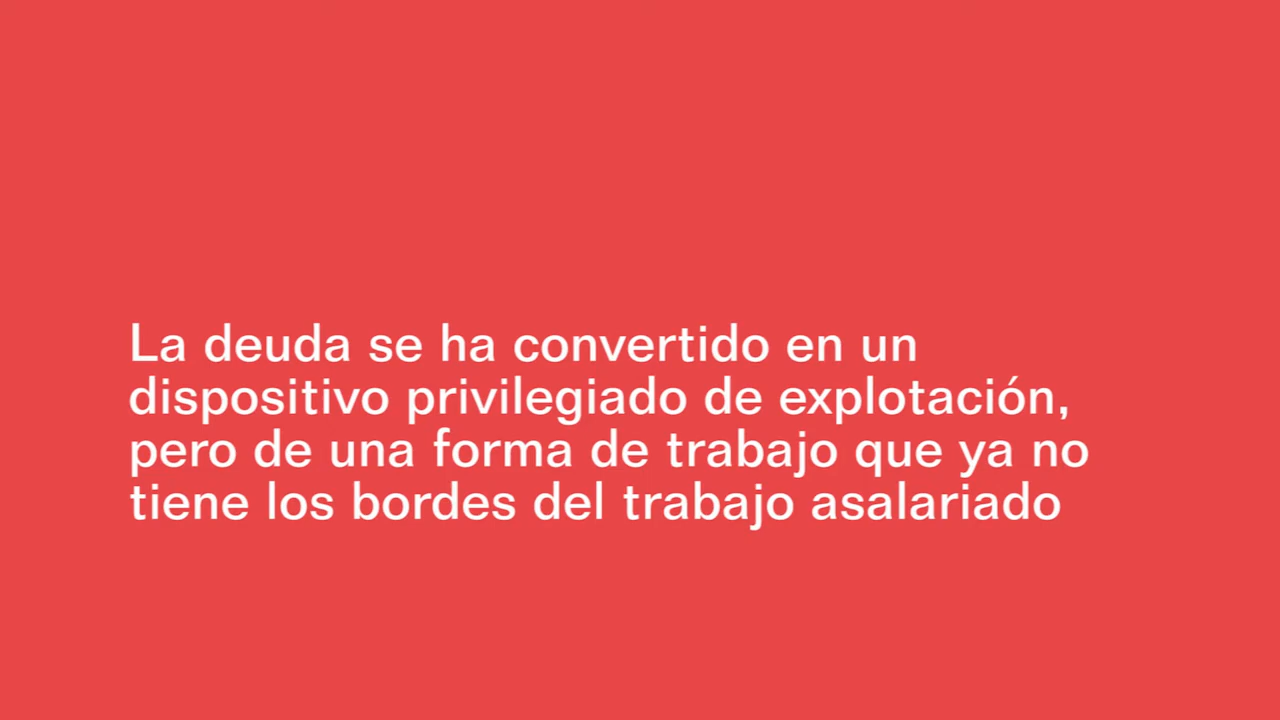 La deuda se ha convertido en un
dispositivo privilegiado de explotación,
pero de una forma de trabajo que ya no
tiene los bordes del trabajo asalariado